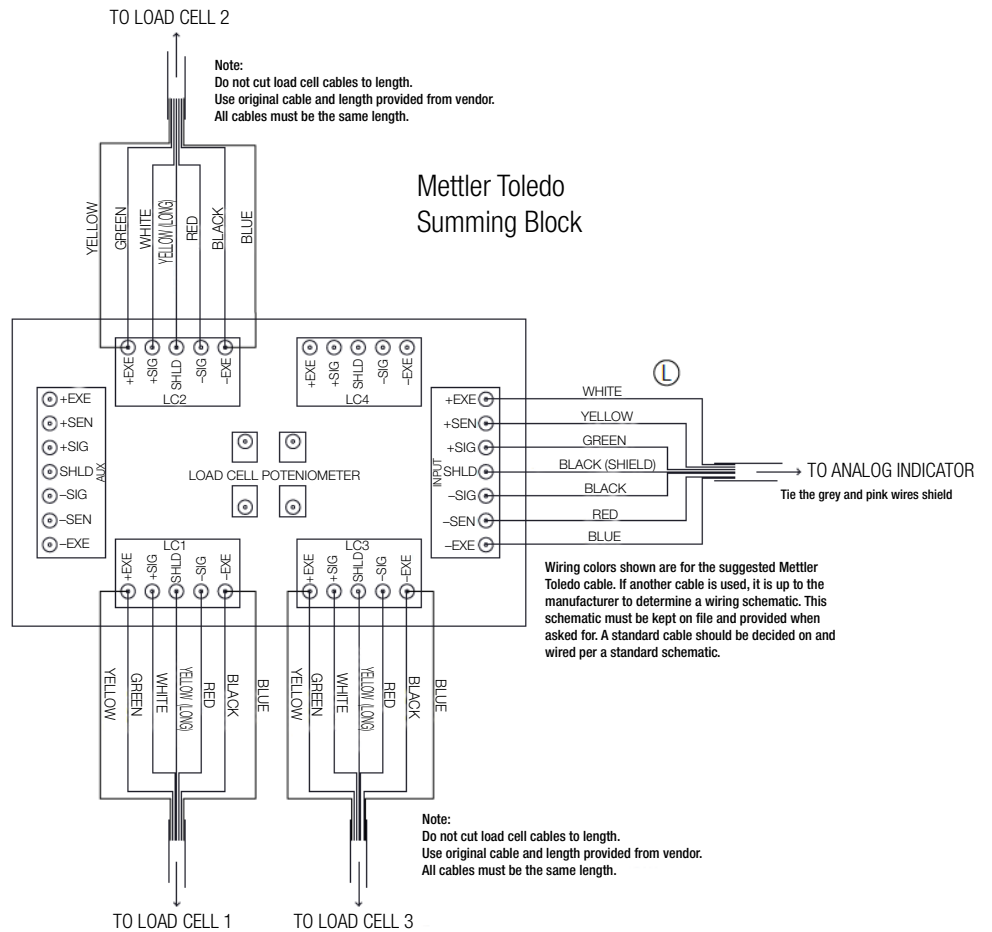 TO LOAD CELL 2
Note:
Do not cut load cell cables to length.
Use original cable and length provided from vendor.
All cables must be the same length.
Mettler Toledo
Summing Block
YELLOW
GREEN
WHITE
YELLOW (LONG)
RED
BLACK
BLUE
+EXE
+SIG
SHLD
–SIG
–EXE
LC2
+EXE
+SIG
SHLD
–SIG
–EXE
LC4
+EXE
+SEN
+SIG
SHLD
–SIG
–SEN
–EXE
AUX
LOAD CELL POTENIOMETER
INPUT
+EXE
+SEN
+SIG
SHLD
–SIG
–SEN
–EXE
L
WHITE
YELLOW
GREEN
BLACK (SHIELD)
BLACK
RED
BLUE
TO ANALOG INDICATOR
Tie the grey and pink wires shield
LC1
+EXE
+SIG
SHLD
–SIG
–EXE
LC3
+EXE
+SIG
SHLD
–SIG
–EXE
Wiring colors shown are for the suggested Mettler
Toledo cable. If another cable is used, it is up to the
manufacturer to determine a wiring schematic. This
schematic must be kept on file and provided when
asked for. A standard cable should be decided on and
wired per a standard schematic.
YELLOW
GREEN
WHITE
YELLOW (LONG)
RED
BLACK
BLUE
YELLOW
GREEN
WHITE
YELLOW (LONG)
RED
BLACK
BLUE
Note:
Do not cut load cell cables to length.
Use original cable and length provided from vendor.
All cables must be the same length.
TO LOAD CELL 1
TO LOAD CELL 3